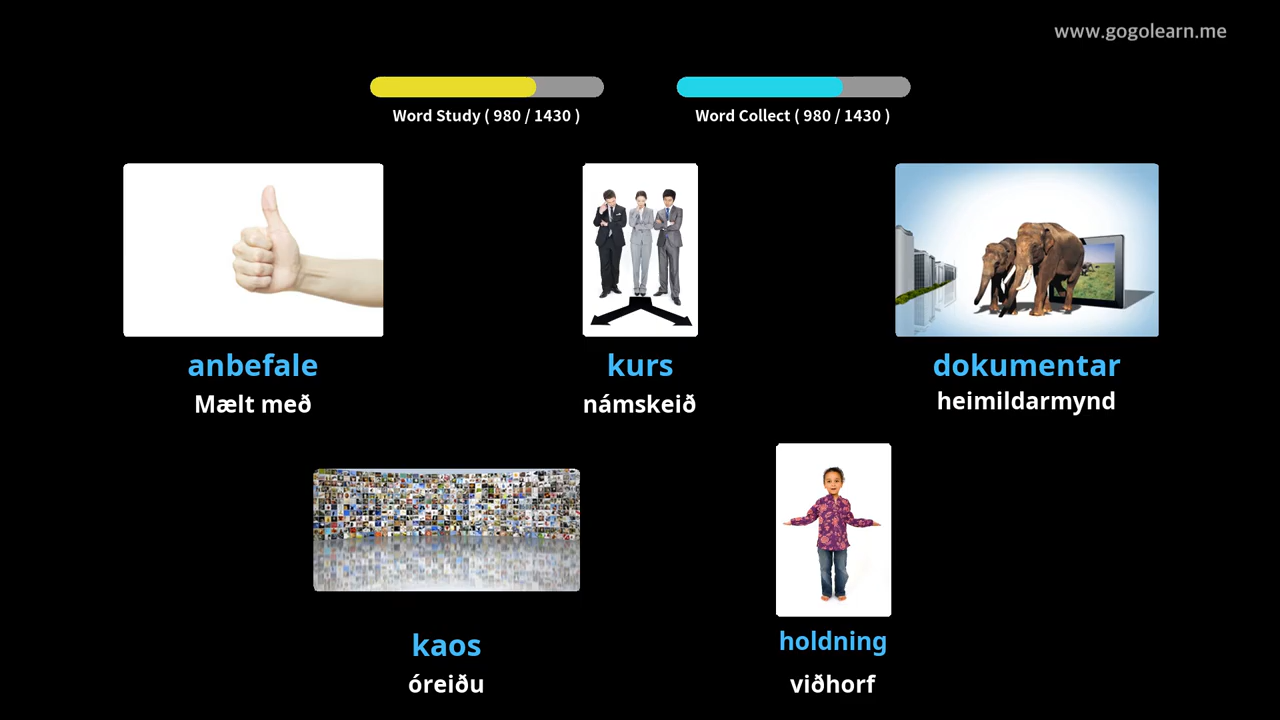 www.gogolearn.me
Word Study ( 980 / 1430 )
Word Collect ( 980 / 1430 )
anbefale
Mælt með
kurs
námskeið
dokumentar
heimildarmynd
kaos
óreiðu
holdning
viðhorf